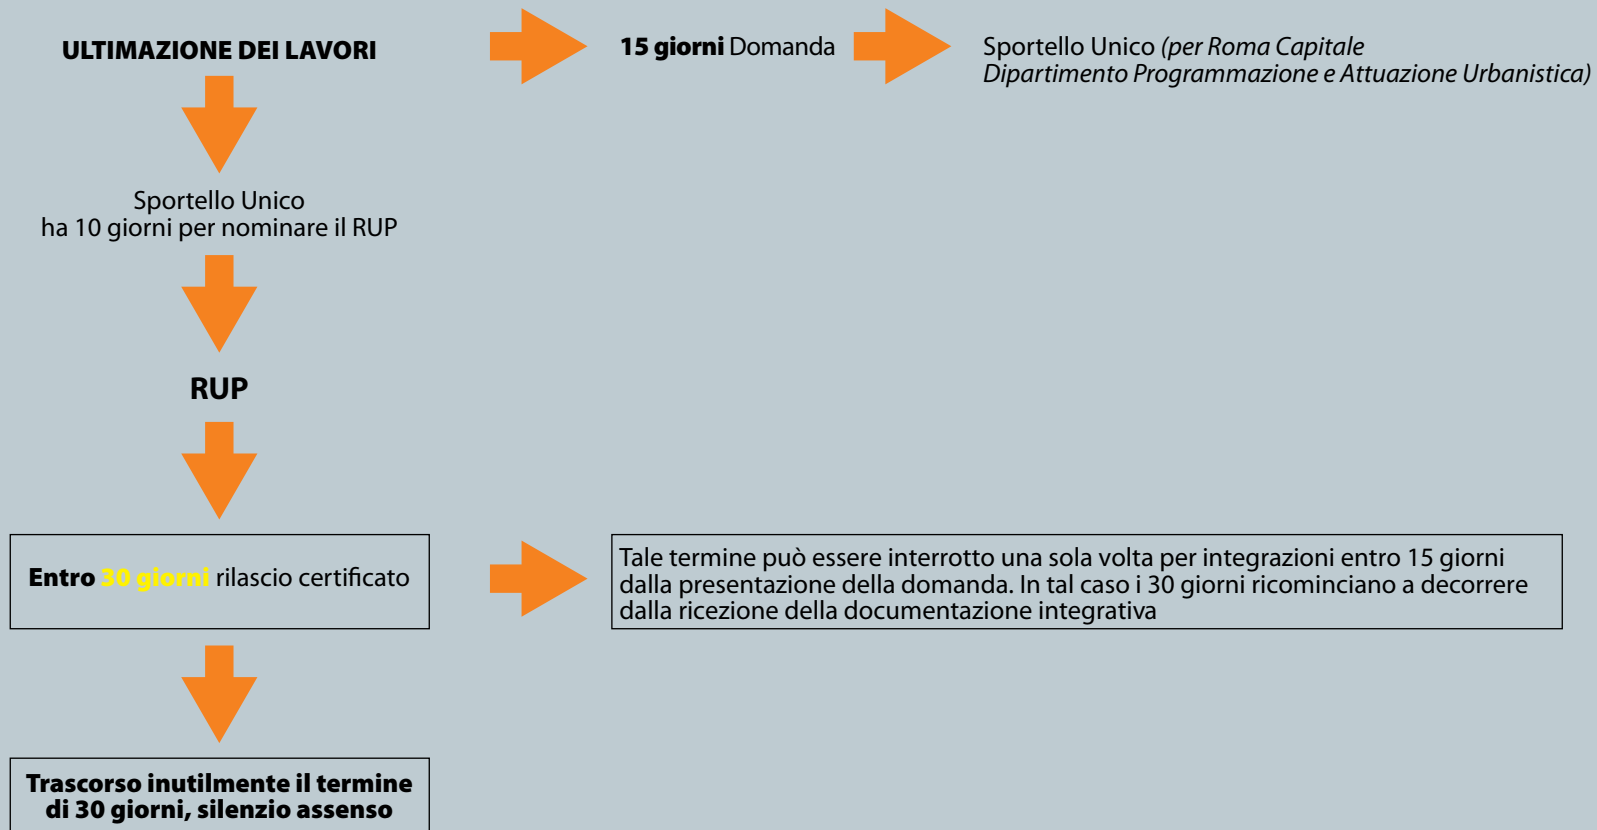 ULTIMAZIONE DEI LAVORI
15 giorni Domanda
Sportello Unico (per Roma Capitale
Dipartimento Programmazione e Attuazione Urbanistica)
Sportello Unico
ha 10 giorni per nominare il RUP
RUP
Entro 30 giorni rilascio certificato
Tale termine può essere interrotto una sola volta per integrazioni entro 15 giorni
dalla presentazione della domanda. In tal caso i 30 giorni ricominciano a decorrere
dalla ricezione della documentazione integrativa
Trascorso inutilmente il termine
di 30 giorni, silenzio assenso